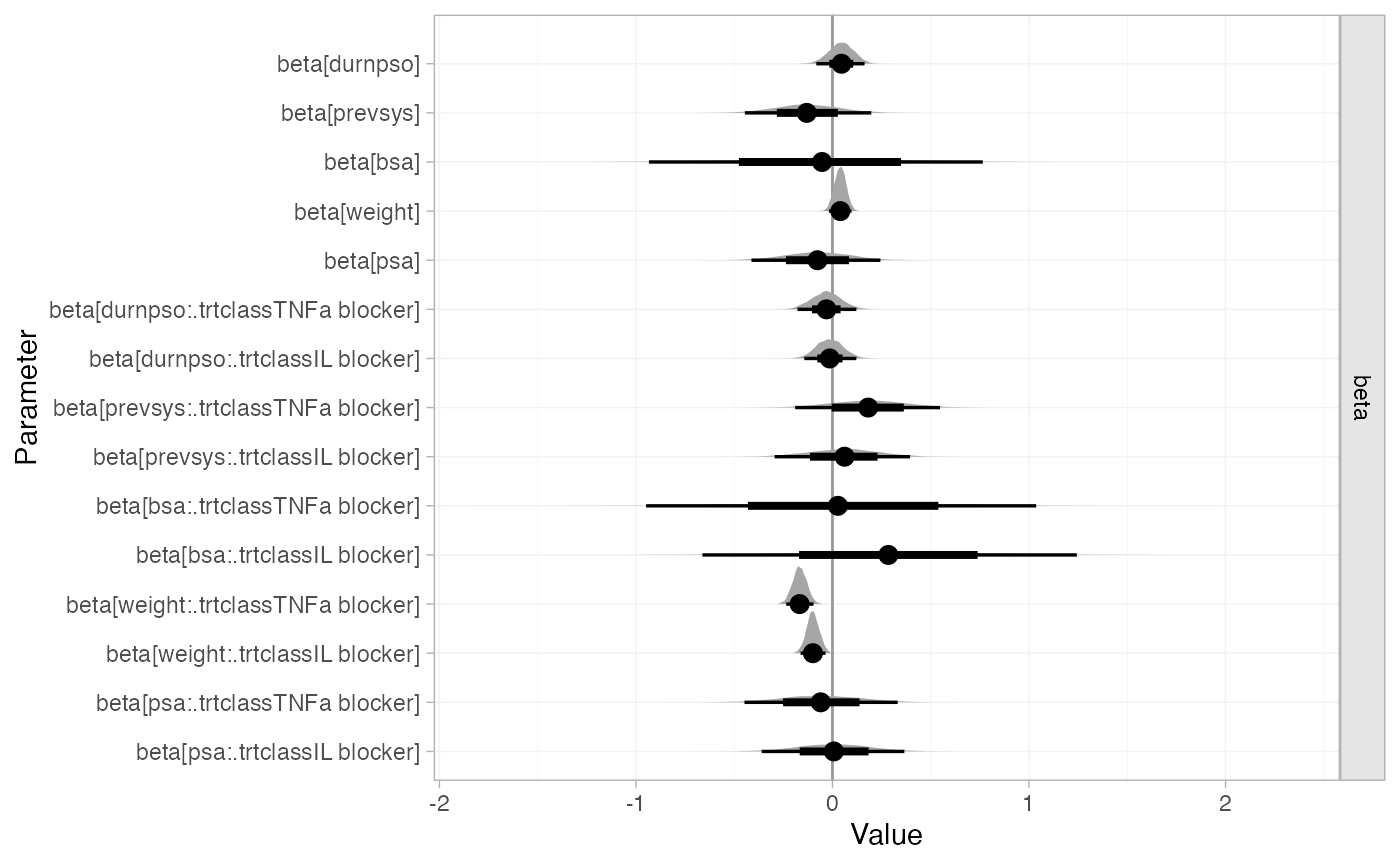 beta[durnpso]
beta[prevsys]
beta[bsa]
beta[weight]
beta[psa]
beta[durnpso:.trtclassTNFa blocker]
beta[durnpso:.trtclassIL blocker]
beta[prevsys:.trtclassTNFa blocker]
beta[prevsys:.trtclassIL blocker]
beta[bsa:.trtclassTNFa blocker]
beta[bsa:.trtclassIL blocker]
beta[weight:.trtclassTNFa blocker]
beta[weight:.trtclassIL blocker]
beta[psa:.trtclassTNFa blocker]
beta[psa:.trtclassIL blocker]
Parameter
beta
-2 -1 0 1 2
Value